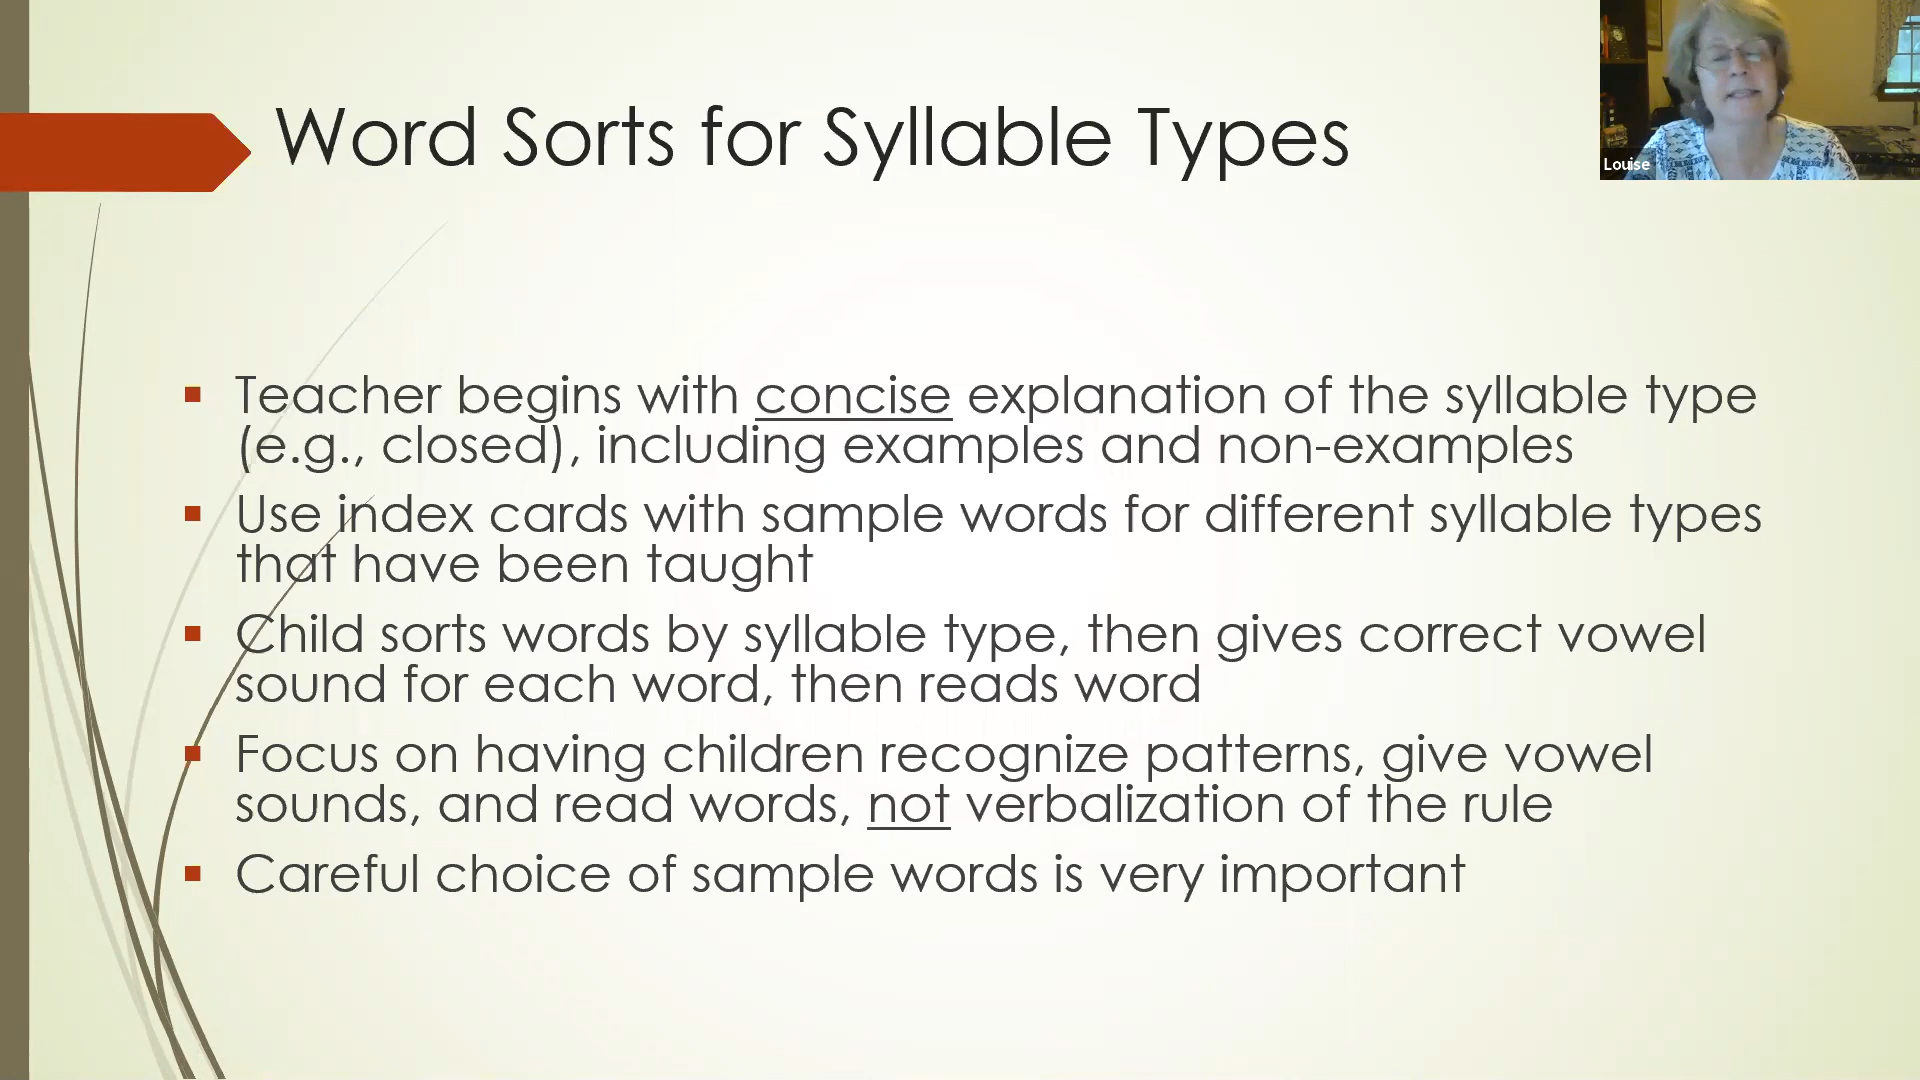 Word Sorts for Syllable Types
Louise
Teacher begins with concise explanation of the syllable type
(e.g., closed), including examples and non-examples
Use index cards with sample words for different syllable types
that have been taught
Child sorts words by syllable type, then gives correct vowel
sound for each word, then reads word
Focus on having children recognize patterns, give vowel
sounds, and read words, not verbalization of the rule
Careful choice of sample words is very important